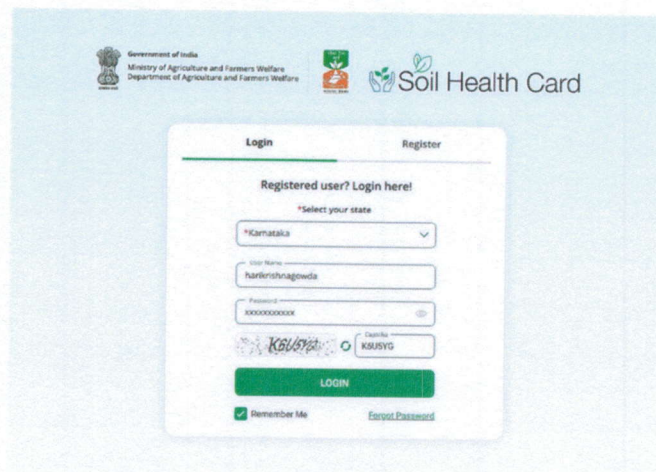 Government of India
Ministry of Agriculture and Farmers Welfare
Department of Agriculture and Farmers Welfare
Soil Health Card
Login Register
Registered user? Login here!
*Select your state
*Karnataka
User Name
harikrishnagowda
Password
xxxxxxxxxxx
K6U5YG
Captcha
K6U5YG
LOGIN
Remember Me Forgot Password